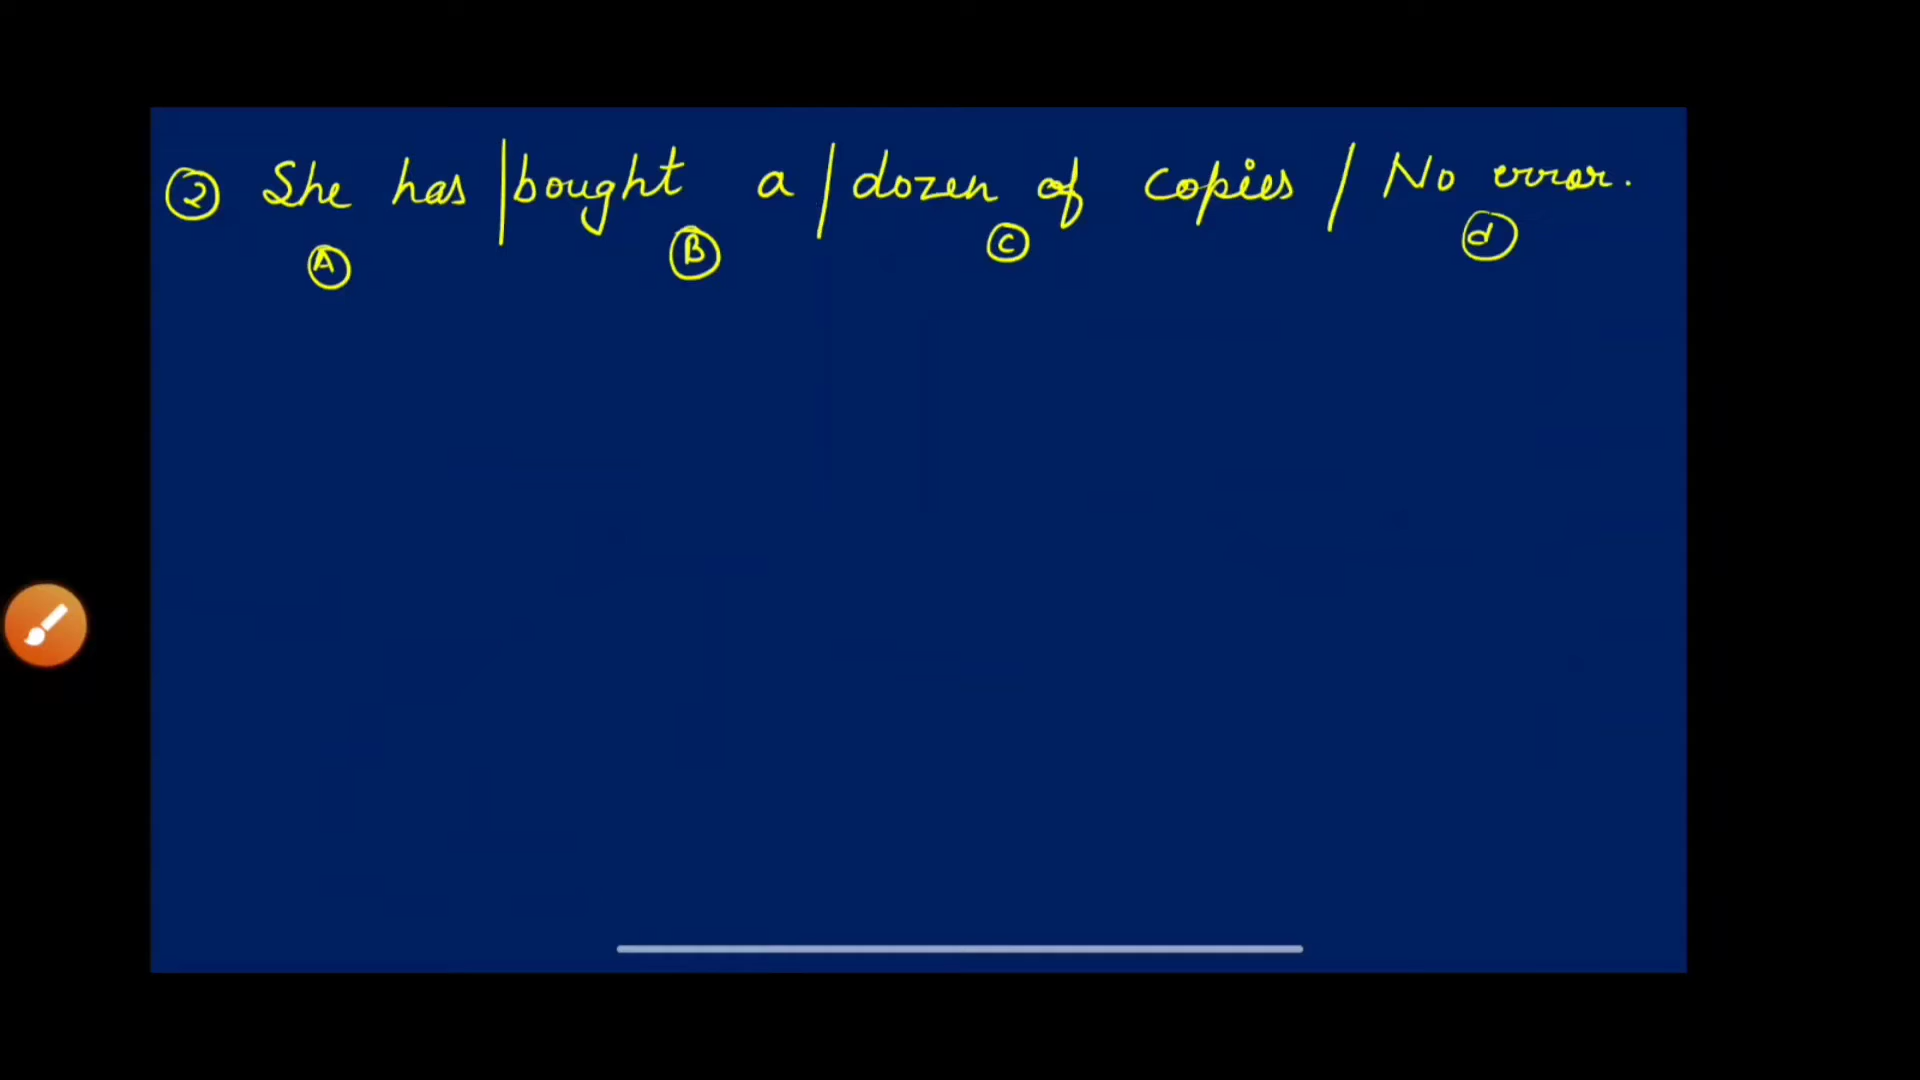 ② She has | bought a / dozen of copies / No error.
Ⓐ Ⓑ Ⓒ ⓓ